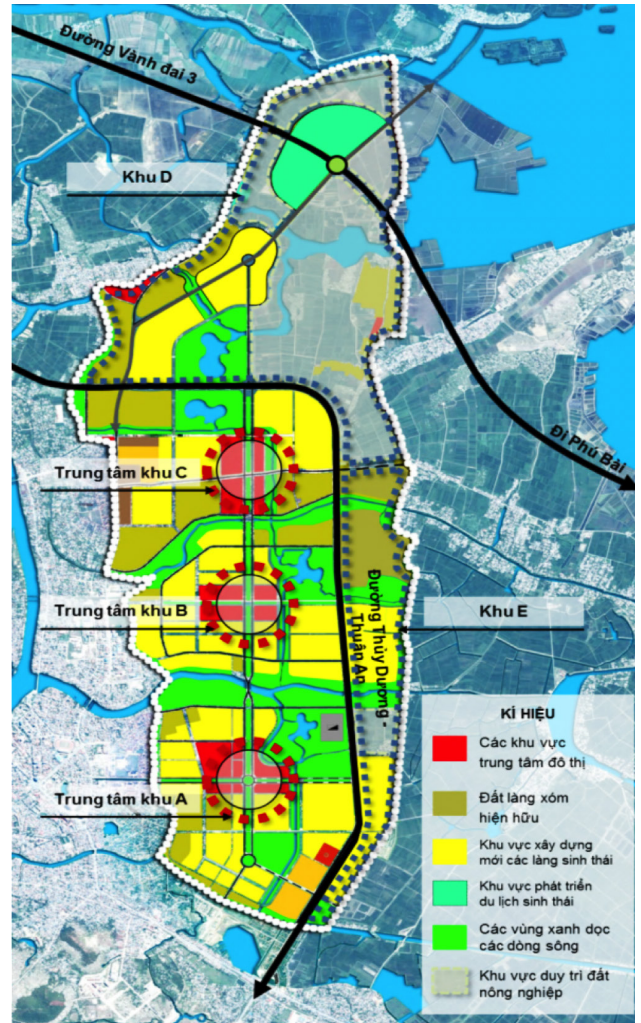 Đường Vành đai 3
Khu D
Đi Phú Bài
Trung tâm khu C
Trung tâm khu B
Đường Thủy Dương -
Thuận An
Khu E
Trung tâm khu A
KÍ HIỆU
Các khu vực
trung tâm đô thị
Đất làng xóm
hiện hữu
Khu vực xây dựng
mới các làng sinh thái
Khu vực phát triển
du lịch sinh thái
Các vùng xanh dọc
các dòng sông
Khu vực duy trì đất
nông nghiệp